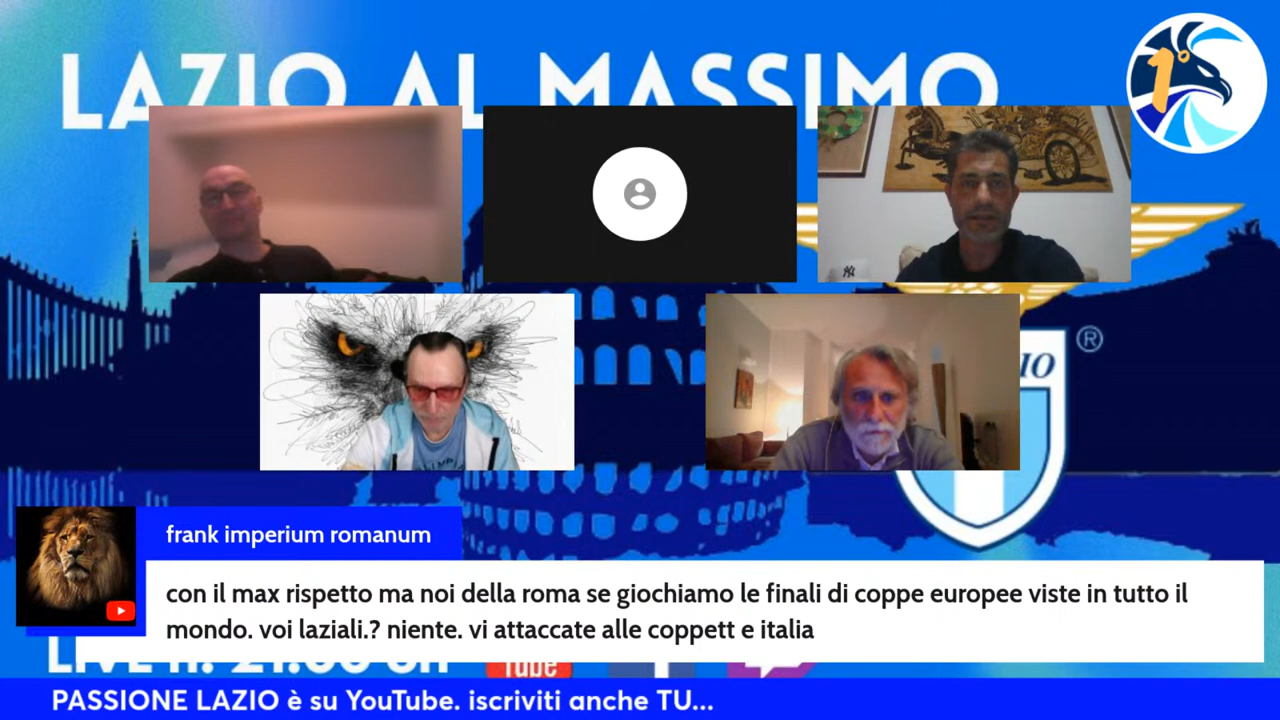 LAZIO AL MASSIMO
1
®
frank imperium romanum
con il max rispetto ma noi della roma se giochiamo le finali di coppe europee viste in tutto il
mondo. voi laziali.? niente. vi attaccate alle coppett e italia
PASSIONE LAZIO è su YouTube. iscriviti anche TU...